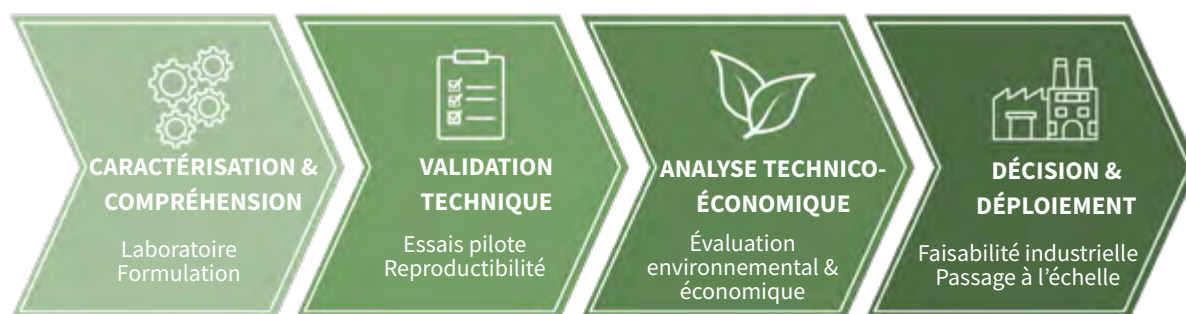 CARACTÉRISATION &
COMPRÉHENSION
Laboratoire
Formulation
VALIDATION
TECHNIQUE
Essais pilote
Reproductibilité
ANALYSE TECHNICO-
ÉCONOMIQUE
Évaluation
environnemental &
économique
DÉCISION &
DÉPLOIEMENT
Faisabilité industrielle
Passage à l'échelle